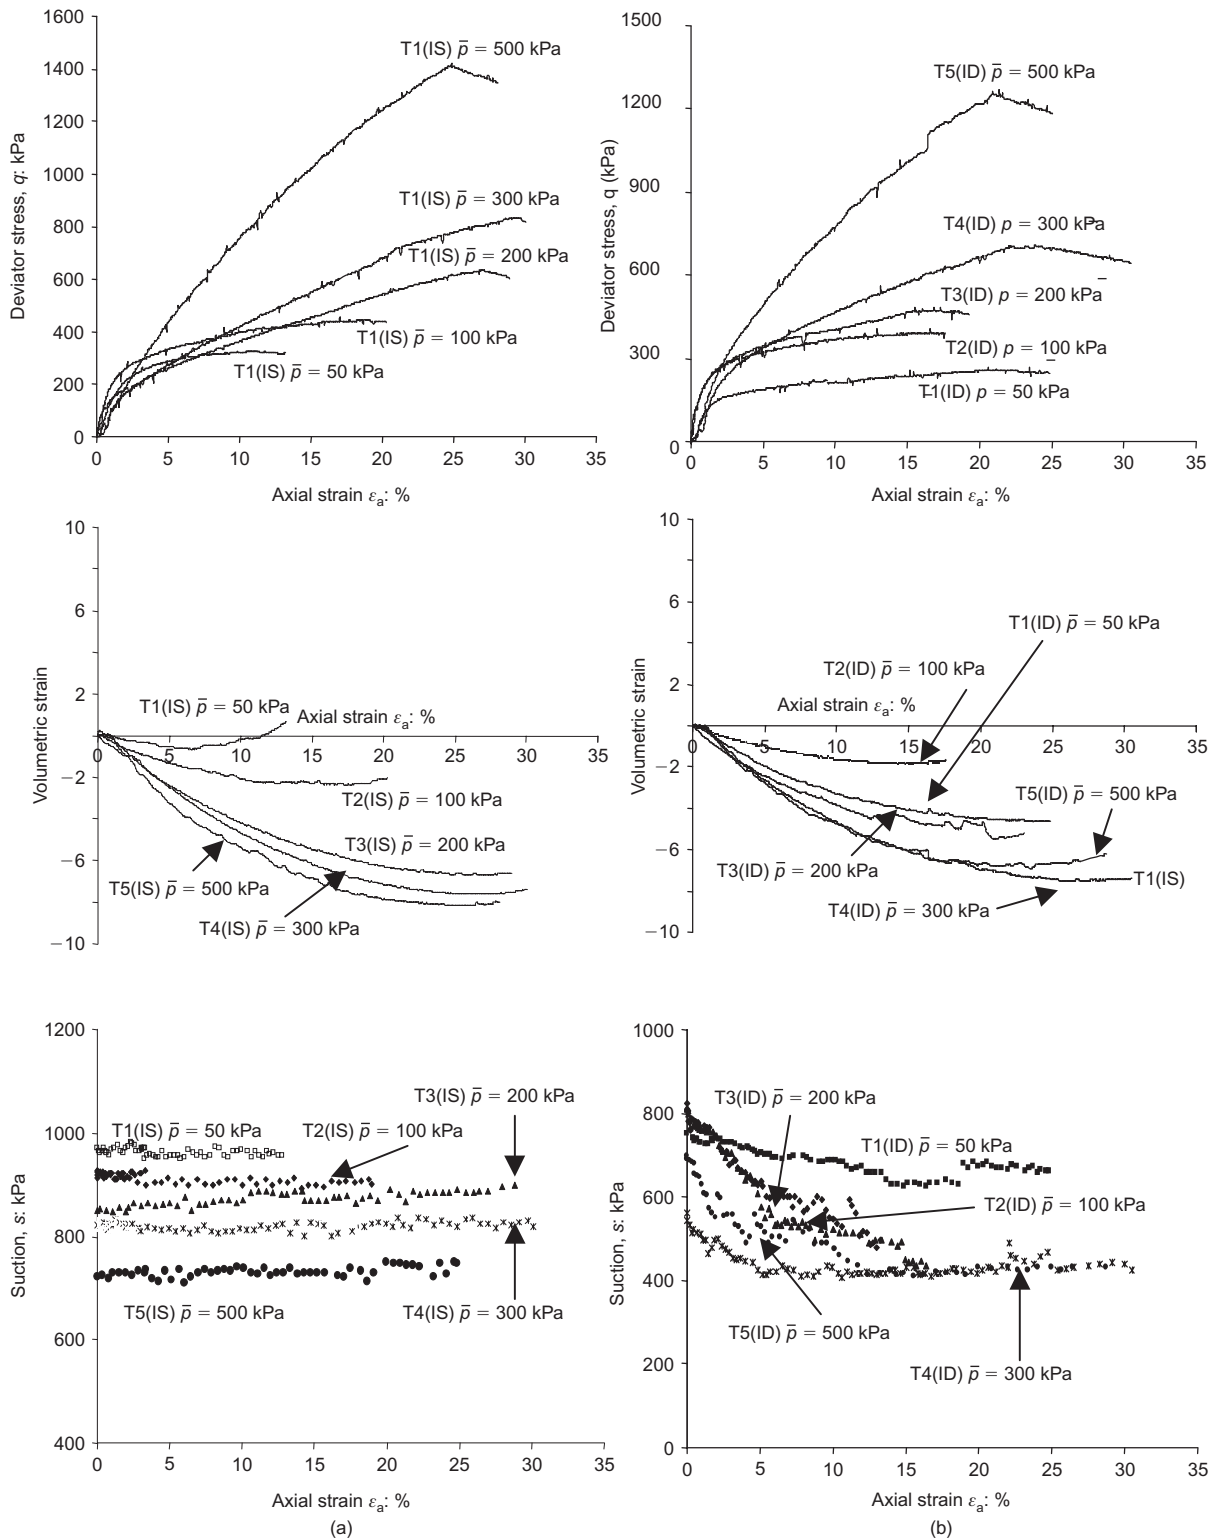 1600
1400
1200
1000
800
600
400
200
0
0 5 10 15 20 25 30 35
Deviator stress, q: kPa
Axial strain εa: %
T1(IS) p̄ = 500 kPa
T1(IS) p̄ = 300 kPa
T1(IS) p̄ = 200 kPa
T1(IS) p̄ = 100 kPa
T1(IS) p̄ = 50 kPa
1500
1200
900
600
300
0
0 5 10 15 20 25 30 35
Deviator stress, q (kPa)
Axial strain εa: %
T5(ID) p̄ = 500 kPa
T4(ID) p = 300 kPa
T3(ID) p = 200 kPa
T2(ID) p = 100 kPa
T1(ID) p = 50 kPa
10
6
2
−2
−6
−10
0 5 10 15 20 25 30 35
Volumetric strain
T1(IS) p̄ = 50 kPa
Axial strain εa: %
T2(IS) p̄ = 100 kPa
T3(IS) p̄ = 200 kPa
T5(IS) p̄ = 500 kPa
T4(IS) p̄ = 300 kPa
10
6
2
−2
−6
−10
0 5 10 15 20 25 30 35
Volumetric strain
T1(ID) p̄ = 50 kPa
T2(ID) p̄ = 100 kPa
Axial strain εa: %
T5(ID) p̄ = 500 kPa
T3(ID) p̄ = 200 kPa
T1(IS)
T4(ID) p̄ = 300 kPa
1200
1000
800
600
400
0 5 10 15 20 25 30 35
Suction, s: kPa
Axial strain εa: %
T3(IS) p̄ = 200 kPa
T1(IS) p̄ = 50 kPa
T2(IS) p̄ = 100 kPa
T5(IS) p̄ = 500 kPa
T4(IS) p̄ = 300 kPa
(a)
1000
800
600
400
200
0
0 5 10 15 20 25 30 35
Suction, s: kPa
Axial strain εa: %
T3(ID) p̄ = 200 kPa
T1(ID) p̄ = 50 kPa
T2(ID) p̄ = 100 kPa
T5(ID) p̄ = 500 kPa
T4(ID) p̄ = 300 kPa
(b)